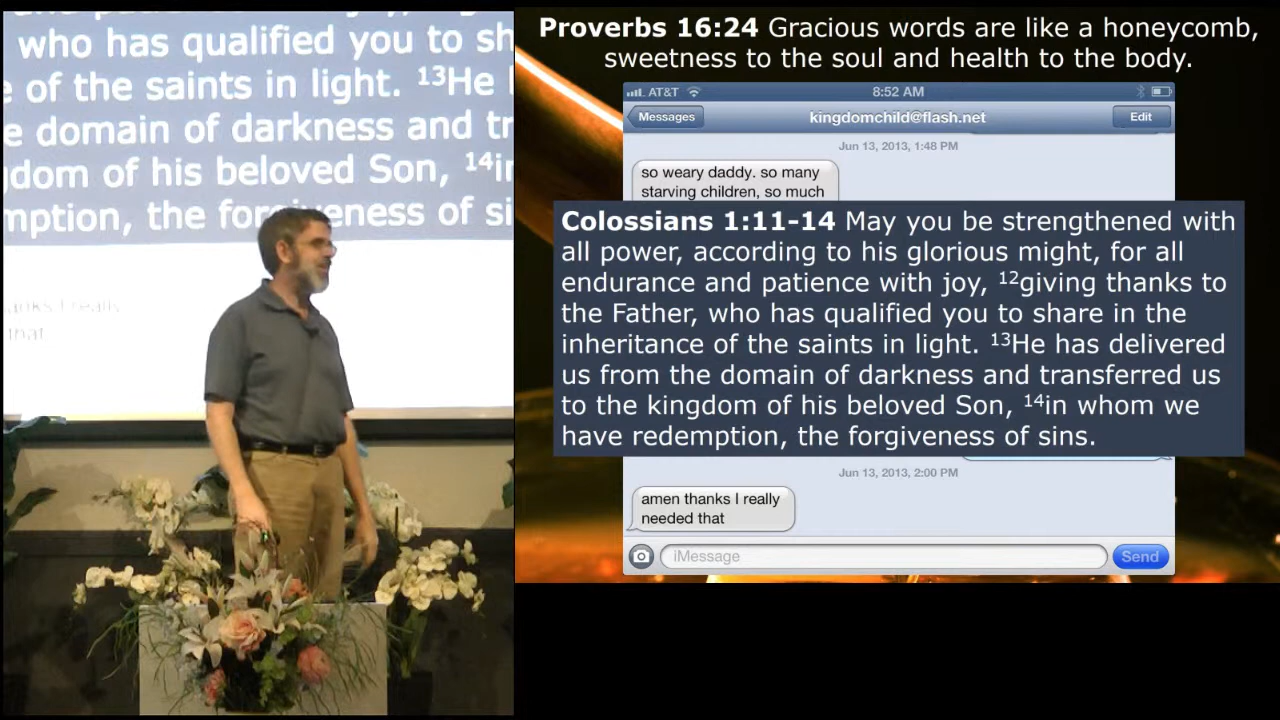 who has qualified you to sh
e of the saints in light. ¹³He
e domain of darkness and tr
gdom of his beloved Son, ¹⁴in
mption, the forgiveness of si
anks I really
that
Proverbs 16:24 Gracious words are like a honeycomb,
sweetness to the soul and health to the body.
AT&T 8:52 AM
Messages kingdomchild@flash.net Edit
Jun 13, 2013, 1:48 PM
so weary daddy. so many
starving children, so much
Colossians 1:11-14 May you be strengthened with
all power, according to his glorious might, for all
endurance and patience with joy, ¹²giving thanks to
the Father, who has qualified you to share in the
inheritance of the saints in light. ¹³He has delivered
us from the domain of darkness and transferred us
to the kingdom of his beloved Son, ¹⁴in whom we
have redemption, the forgiveness of sins.
Jun 13, 2013, 2:00 PM
amen thanks I really
needed that
iMessage Send